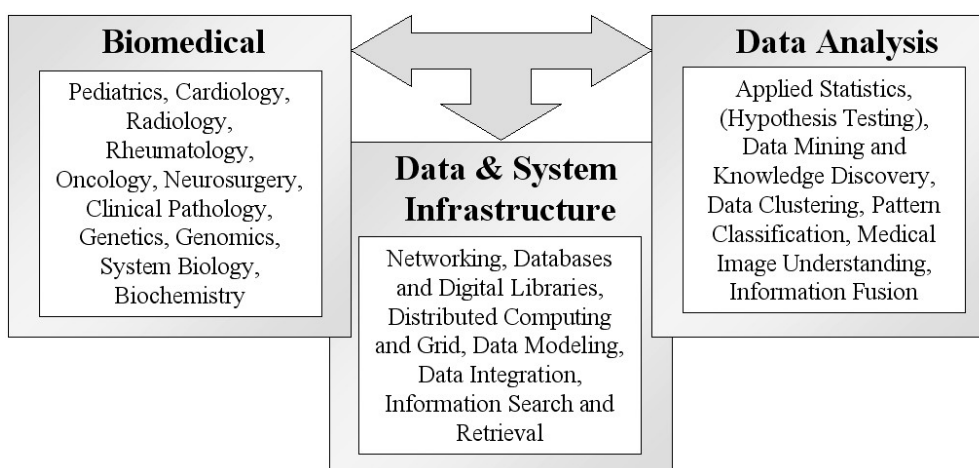 Biomedical
Pediatrics, Cardiology,
Radiology,
Rheumatology,
Oncology, Neurosurgery,
Clinical Pathology,
Genetics, Genomics,
System Biology,
Biochemistry
Data & System
Infrastructure
Networking, Databases
and Digital Libraries,
Distributed Computing
and Grid, Data Modeling,
Data Integration,
Information Search and
Retrieval
Data Analysis
Applied Statistics,
(Hypothesis Testing),
Data Mining and
Knowledge Discovery,
Data Clustering, Pattern
Classification, Medical
Image Understanding,
Information Fusion